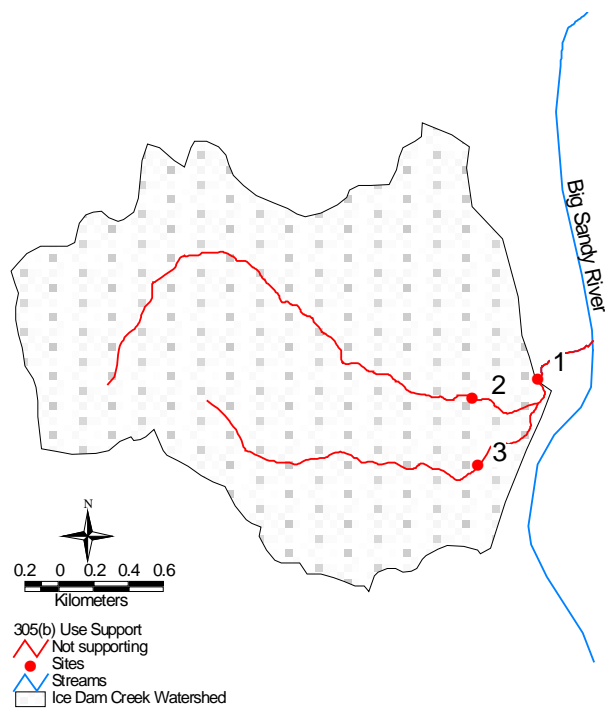 Big Sandy River
1
2
3
N
0.2 0 0.2 0.4 0.6
Kilometers
305(b) Use Support
Not supporting
Sites
Streams
Ice Dam Creek Watershed